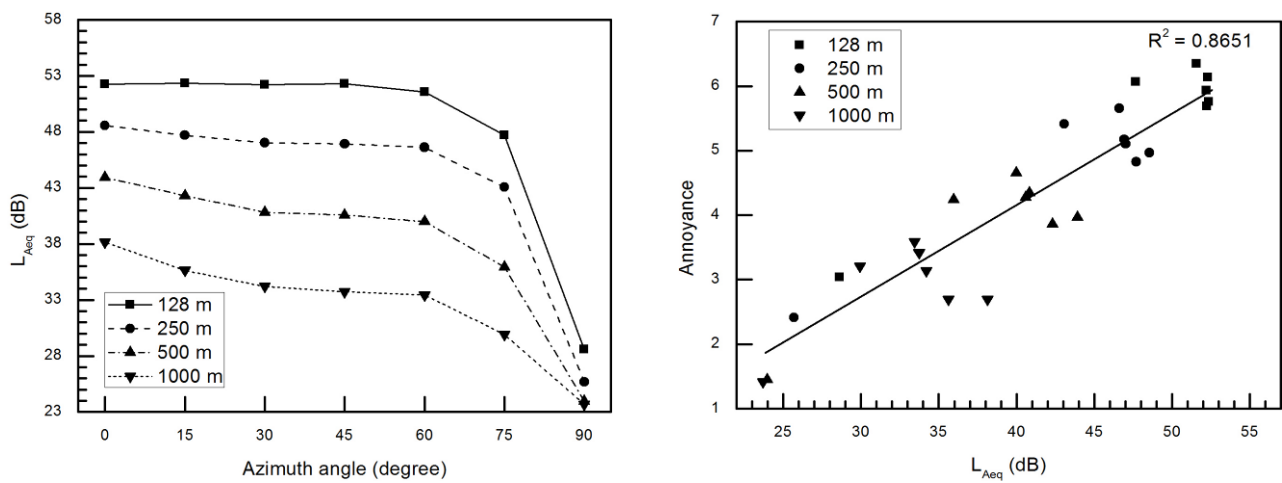 58
53
48
43
38
33
28
23
L_Aeq (dB)
128 m
250 m
500 m
1000 m
0 15 30 45 60 75 90
Azimuth angle (degree)
7
6
5
4
3
2
1
Annoyance
128 m
250 m
500 m
1000 m
R² = 0.8651
25 30 35 40 45 50 55
L_Aeq (dB)